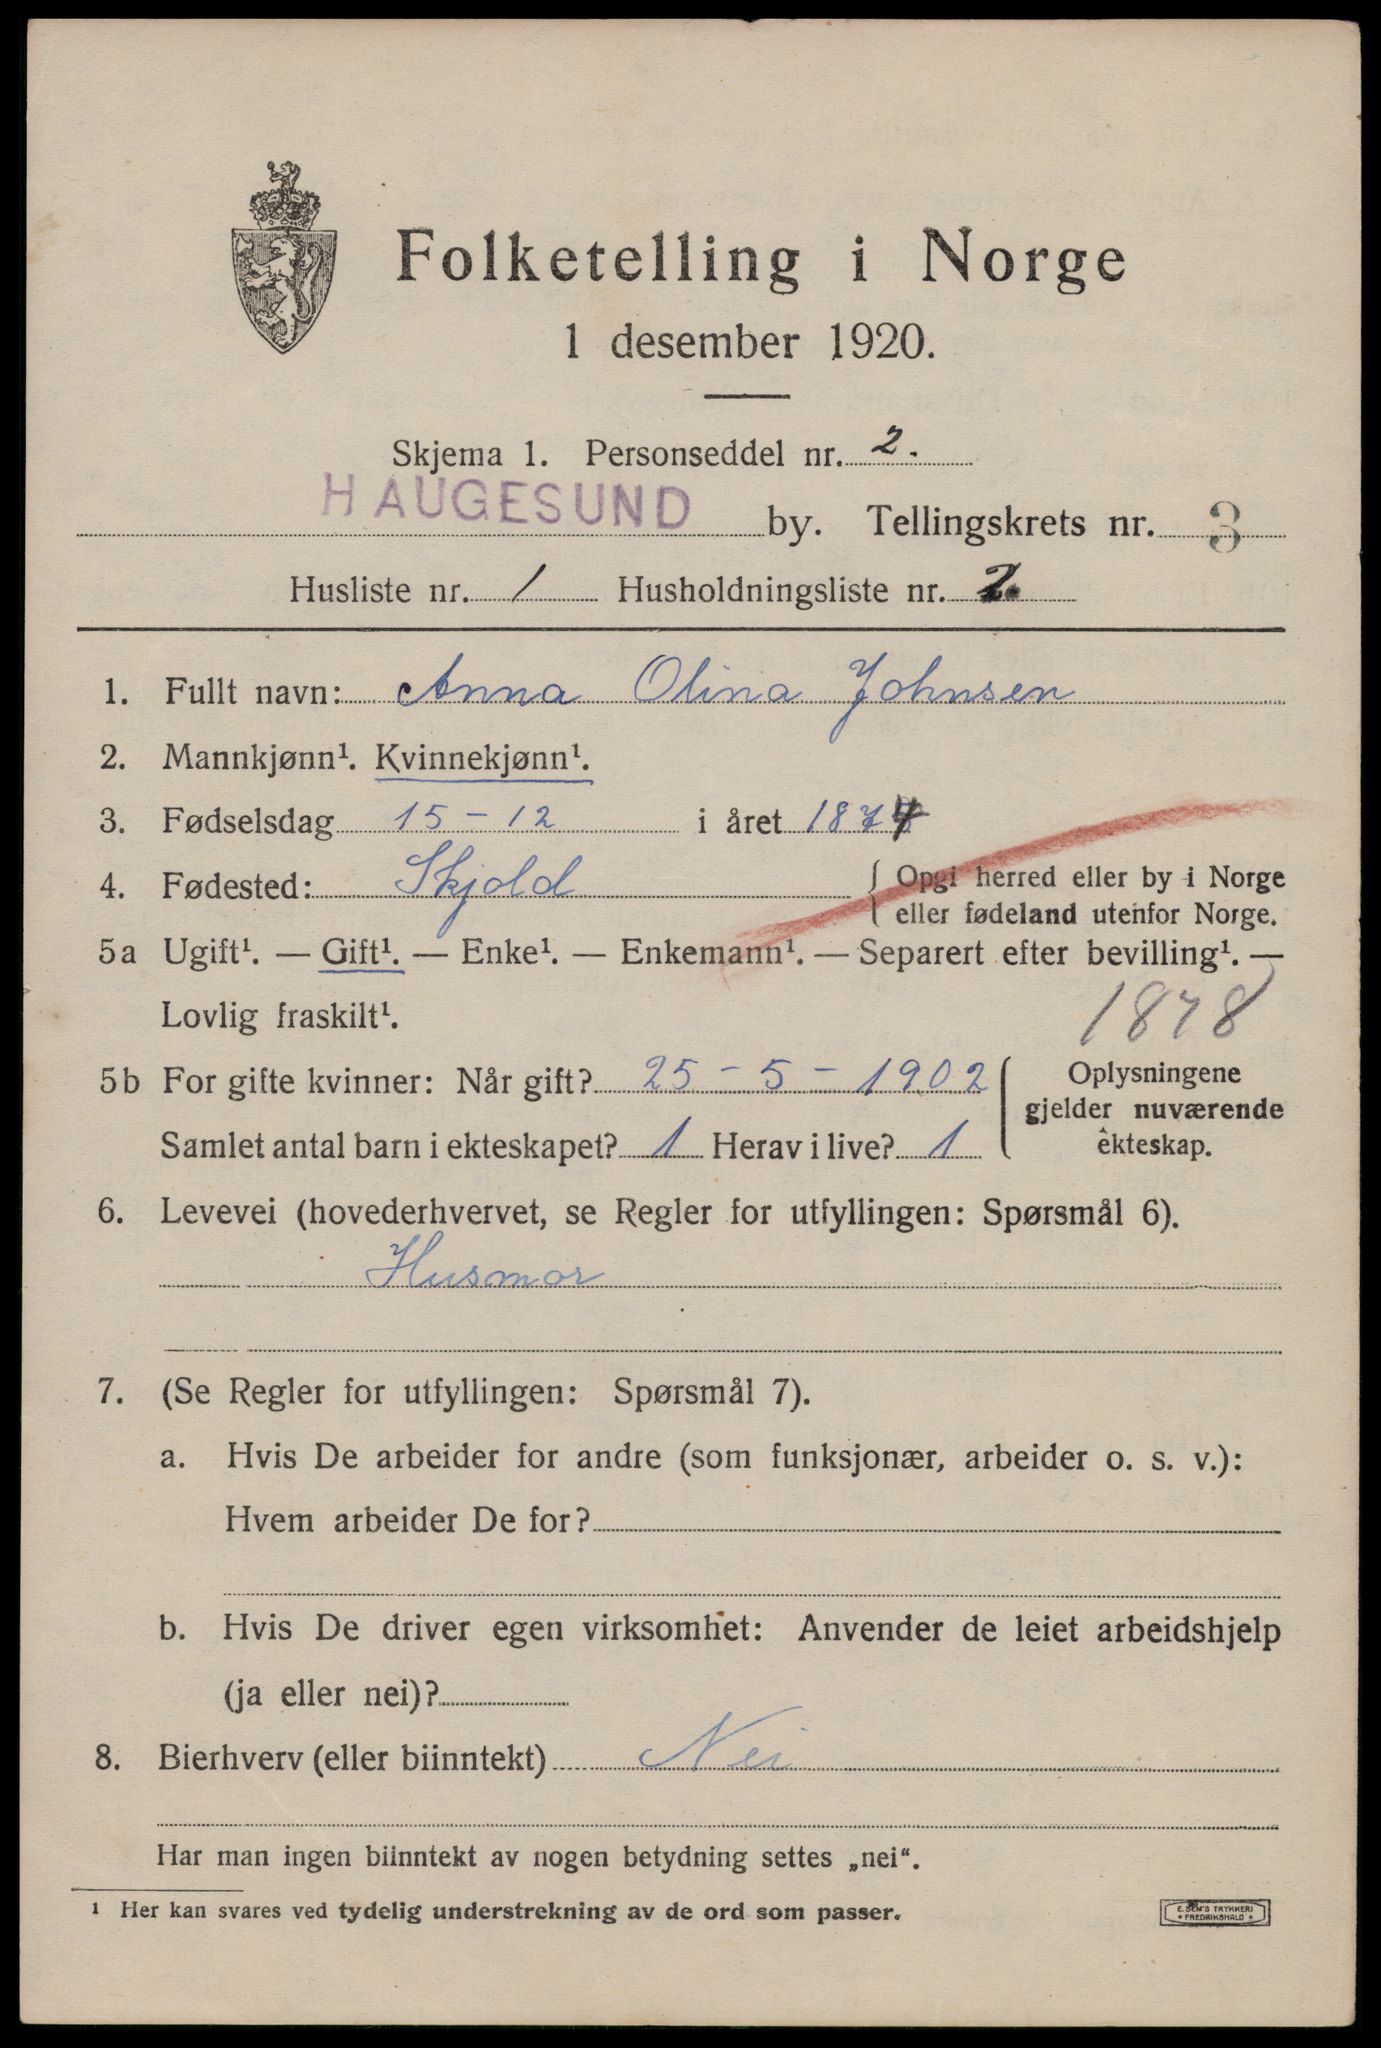 Folketelling i Norge
1 desember 1920.
Skjema 1. Personseddel nr. 2.
HAUGESUND by. Tellingskrets nr. 3
Husliste nr. 1 Husholdningsliste nr. 2.
1. Fullt navn: Anna Olina Johnsen
2. Mannkjønn¹. Kvinnekjønn¹.
3. Fødselsdag 15-12 i året 187
4. Fødested: Skjold { Opgi herred eller by i Norge
eller fødeland utenfor Norge.
5a Ugift¹. — Gift¹. — Enke¹. — Enkemann¹. — Separert efter bevilling¹. —
Lovlig fraskilt¹. 1878
5b For gifte kvinner: Når gift? 25-5-1902 Oplysningene
gjelder nuværende
Samlet antal barn i ekteskapet? 1 Herav i live? 1 ekteskap.
6. Levevei (hovederhvervet, se Regler for utfyllingen: Spørsmål 6).
Husmor
7. (Se Regler for utfyllingen: Spørsmål 7).
a. Hvis De arbeider for andre (som funksjonær, arbeider o. s. v.):
Hvem arbeider De for?
b. Hvis De driver egen virksomhet: Anvender de leiet arbeidshjelp
(ja eller nei)?
8. Bierhverv (eller biinntekt) Nei
Har man ingen biinntekt av nogen betydning settes „nei“.
¹ Her kan svares ved tydelig understrekning av de ord som passer.
E. SEM'S TRYKKERI
• FREDRIKSHALD •